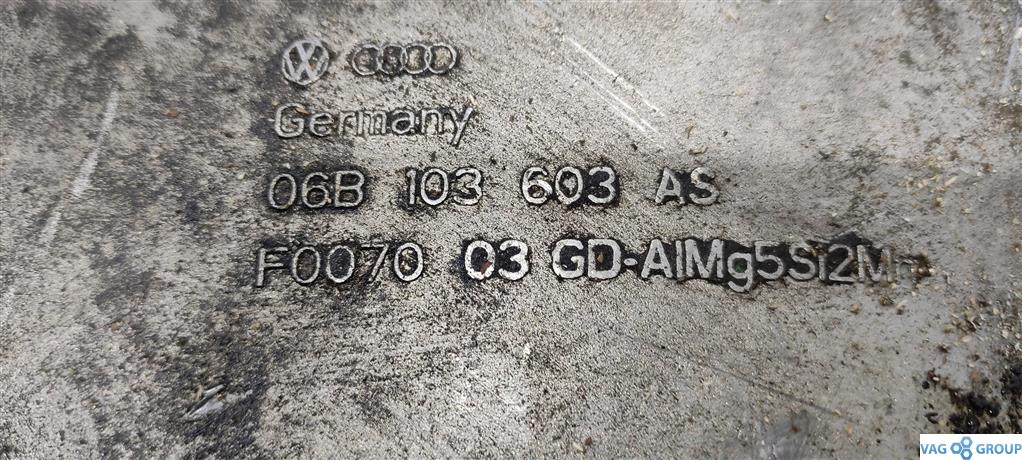 Germany
06B 103 603 AS
F0070 03 GD-AlMg5Si2Mn
VAG GROUP